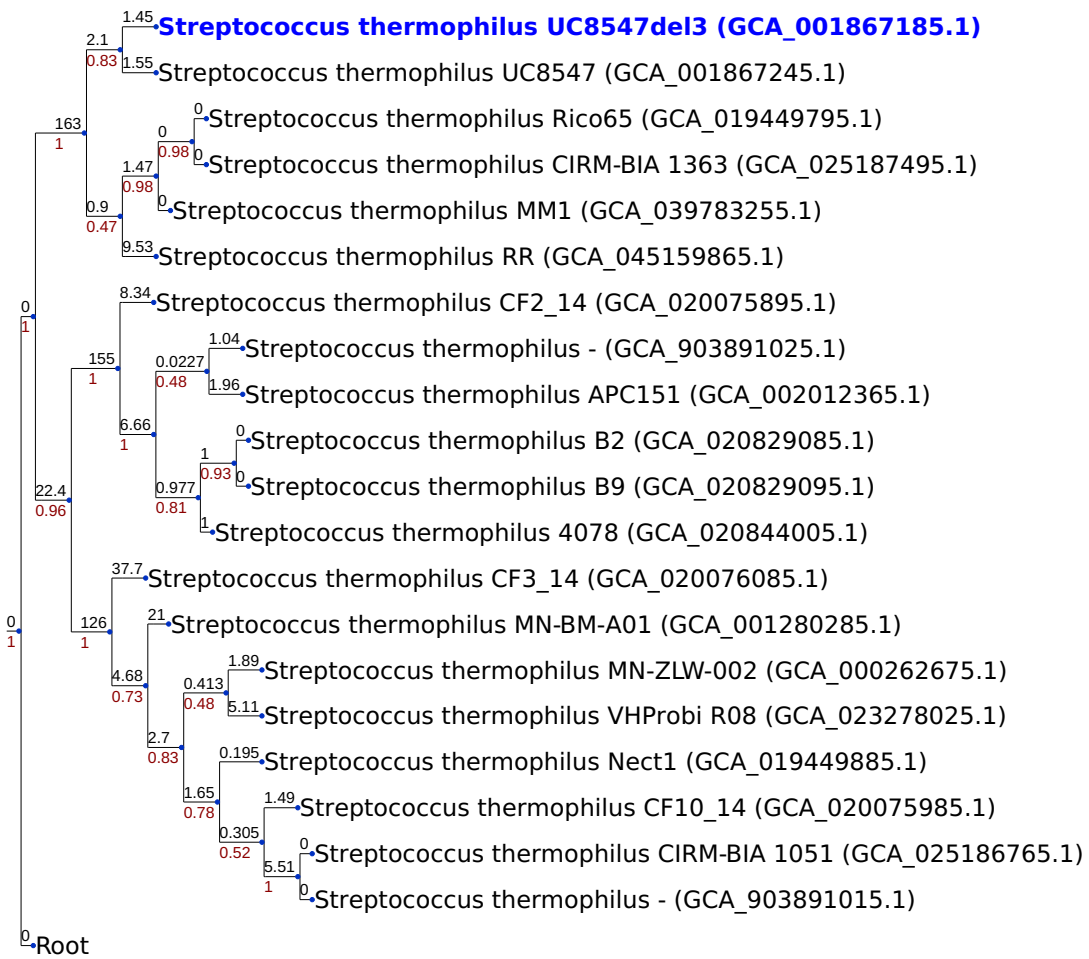 1.45
Streptococcus thermophilus UC8547del3 (GCA_001867185.1)
2.1
0.83
1.55
Streptococcus thermophilus UC8547 (GCA_001867245.1)
0
Streptococcus thermophilus Rico65 (GCA_019449795.1)
163
1
0
0.98
0
Streptococcus thermophilus CIRM-BIA 1363 (GCA_025187495.1)
1.47
0.98
0
Streptococcus thermophilus MM1 (GCA_039783255.1)
0.9
0.47
9.53
Streptococcus thermophilus RR (GCA_045159865.1)
8.34
Streptococcus thermophilus CF2_14 (GCA_020075895.1)
0
1
1.04
Streptococcus thermophilus - (GCA_903891025.1)
155
1
0.0227
0.48
1.96
Streptococcus thermophilus APC151 (GCA_002012365.1)
6.66
1
0
Streptococcus thermophilus B2 (GCA_020829085.1)
1
0.93
0
Streptococcus thermophilus B9 (GCA_020829095.1)
22.4
0.96
0.977
0.81
1
Streptococcus thermophilus 4078 (GCA_020844005.1)
37.7
Streptococcus thermophilus CF3_14 (GCA_020076085.1)
0
1
126
1
21
Streptococcus thermophilus MN-BM-A01 (GCA_001280285.1)
1.89
Streptococcus thermophilus MN-ZLW-002 (GCA_000262675.1)
4.68
0.73
0.413
0.48
5.11
Streptococcus thermophilus VHProbi R08 (GCA_023278025.1)
2.7
0.83
0.195
Streptococcus thermophilus Nect1 (GCA_019449885.1)
1.65
0.78
1.49
Streptococcus thermophilus CF10_14 (GCA_020075985.1)
0.305
0.52
0
Streptococcus thermophilus CIRM-BIA 1051 (GCA_025186765.1)
5.51
1
0
Streptococcus thermophilus - (GCA_903891015.1)
0
Root